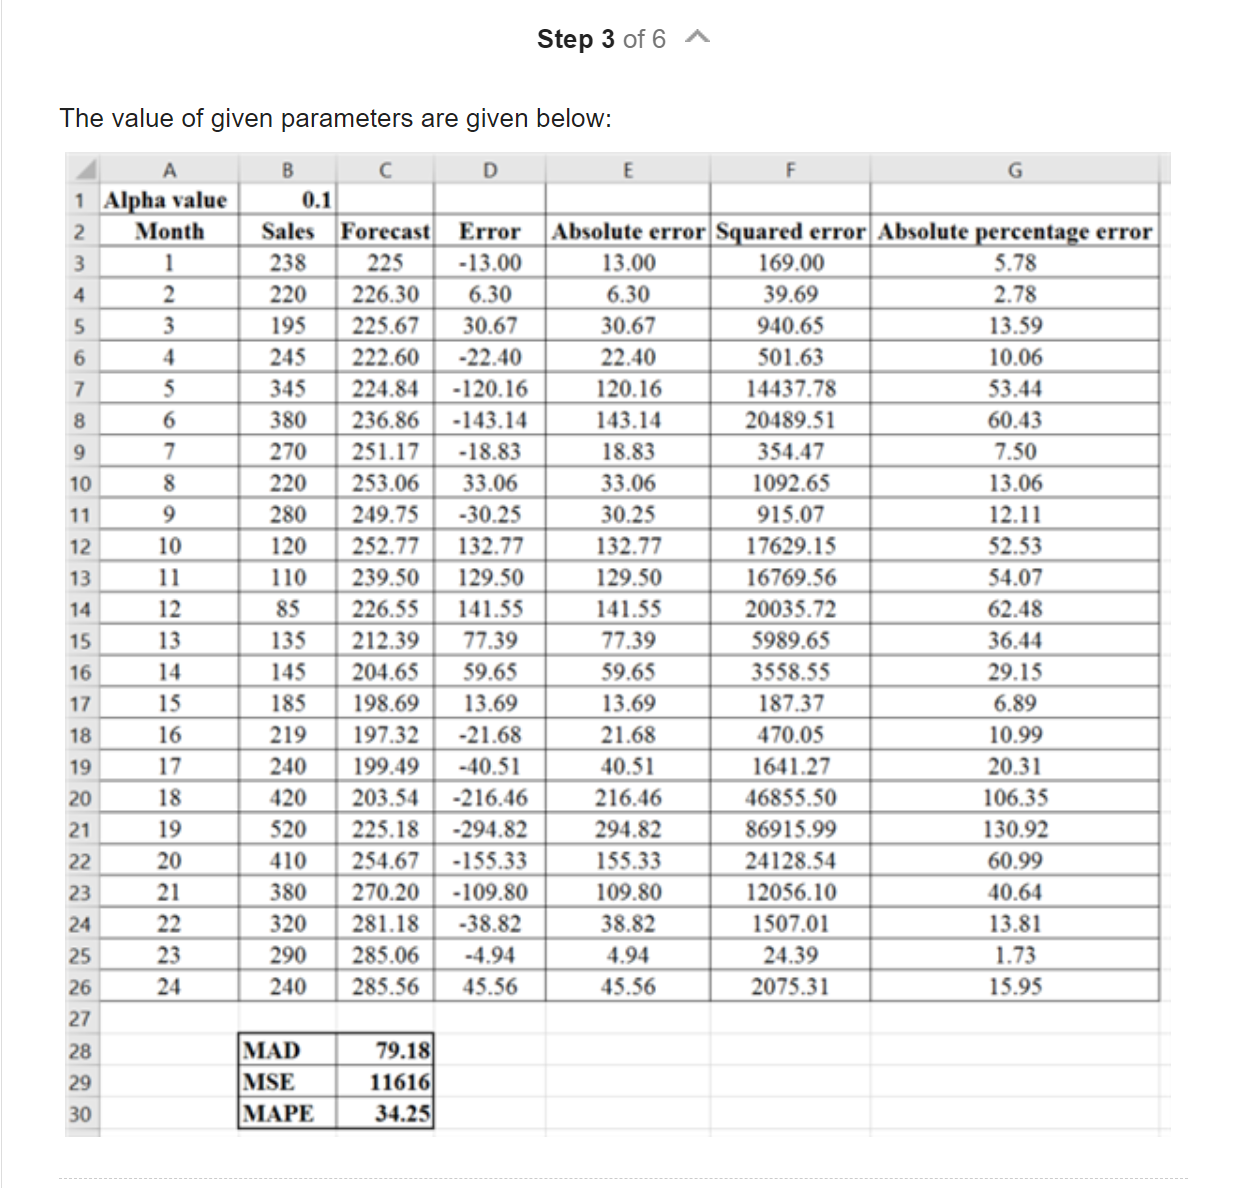 Step 3 of 6
The value of given parameters are given below:
A B C D E F G
1 Alpha value 0.1
2 Month Sales Forecast Error Absolute error Squared error Absolute percentage error
3 1 238 225 -13.00 13.00 169.00 5.78
4 2 220 226.30 6.30 6.30 39.69 2.78
5 3 195 225.67 30.67 30.67 940.65 13.59
6 4 245 222.60 -22.40 22.40 501.63 10.06
7 5 345 224.84 -120.16 120.16 14437.78 53.44
8 6 380 236.86 -143.14 143.14 20489.51 60.43
9 7 270 251.17 -18.83 18.83 354.47 7.50
10 8 220 253.06 33.06 33.06 1092.65 13.06
11 9 280 249.75 -30.25 30.25 915.07 12.11
12 10 120 252.77 132.77 132.77 17629.15 52.53
13 11 110 239.50 129.50 129.50 16769.56 54.07
14 12 85 226.55 141.55 141.55 20035.72 62.48
15 13 135 212.39 77.39 77.39 5989.65 36.44
16 14 145 204.65 59.65 59.65 3558.55 29.15
17 15 185 198.69 13.69 13.69 187.37 6.89
18 16 219 197.32 -21.68 21.68 470.05 10.99
19 17 240 199.49 -40.51 40.51 1641.27 20.31
20 18 420 203.54 -216.46 216.46 46855.50 106.35
21 19 520 225.18 -294.82 294.82 86915.99 130.92
22 20 410 254.67 -155.33 155.33 24128.54 60.99
23 21 380 270.20 -109.80 109.80 12056.10 40.64
24 22 320 281.18 -38.82 38.82 1507.01 13.81
25 23 290 285.06 -4.94 4.94 24.39 1.73
26 24 240 285.56 45.56 45.56 2075.31 15.95
27
28 MAD 79.18
29 MSE 11616
30 MAPE 34.25